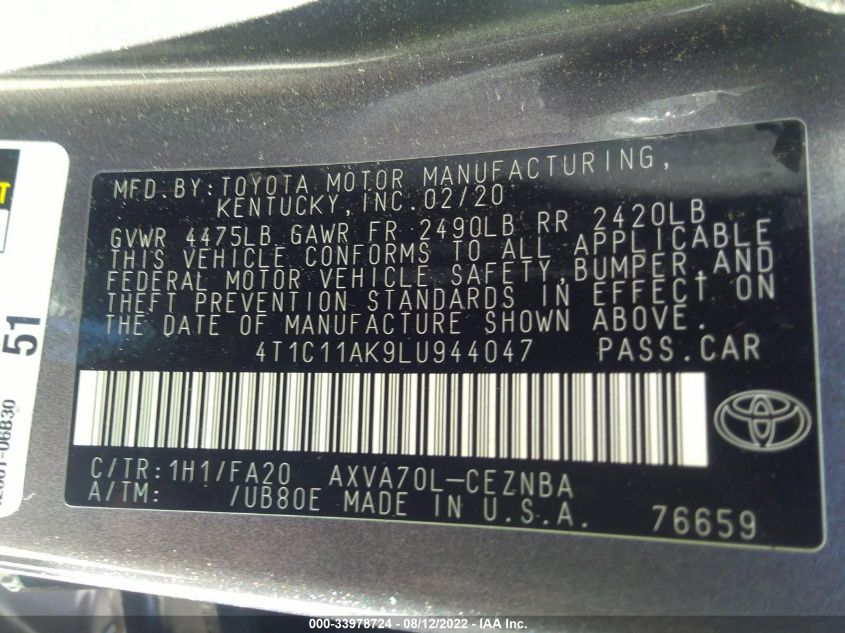 MFD. BY: TOYOTA MOTOR MANUFACTURING,
KENTUCKY, INC. 02/20
GVWR 4475LB GAWR FR 2490LB RR 2420LB
THIS VEHICLE CONFORMS TO ALL APPLICABLE
FEDERAL MOTOR VEHICLE SAFETY, BUMPER, AND
THEFT PREVENTION STANDARDS IN EFFECT ON
THE DATE OF MANUFACTURE SHOWN ABOVE.
4T1C11AK9LU944047 PASS. CAR
C/TR: 1H1/FA20 AXVA70L-CEZNBA
A/TM: /UB80E MADE IN U.S.A. 76659
51
06B30
000-33978724 - 08/12/2022 - IAA Inc.